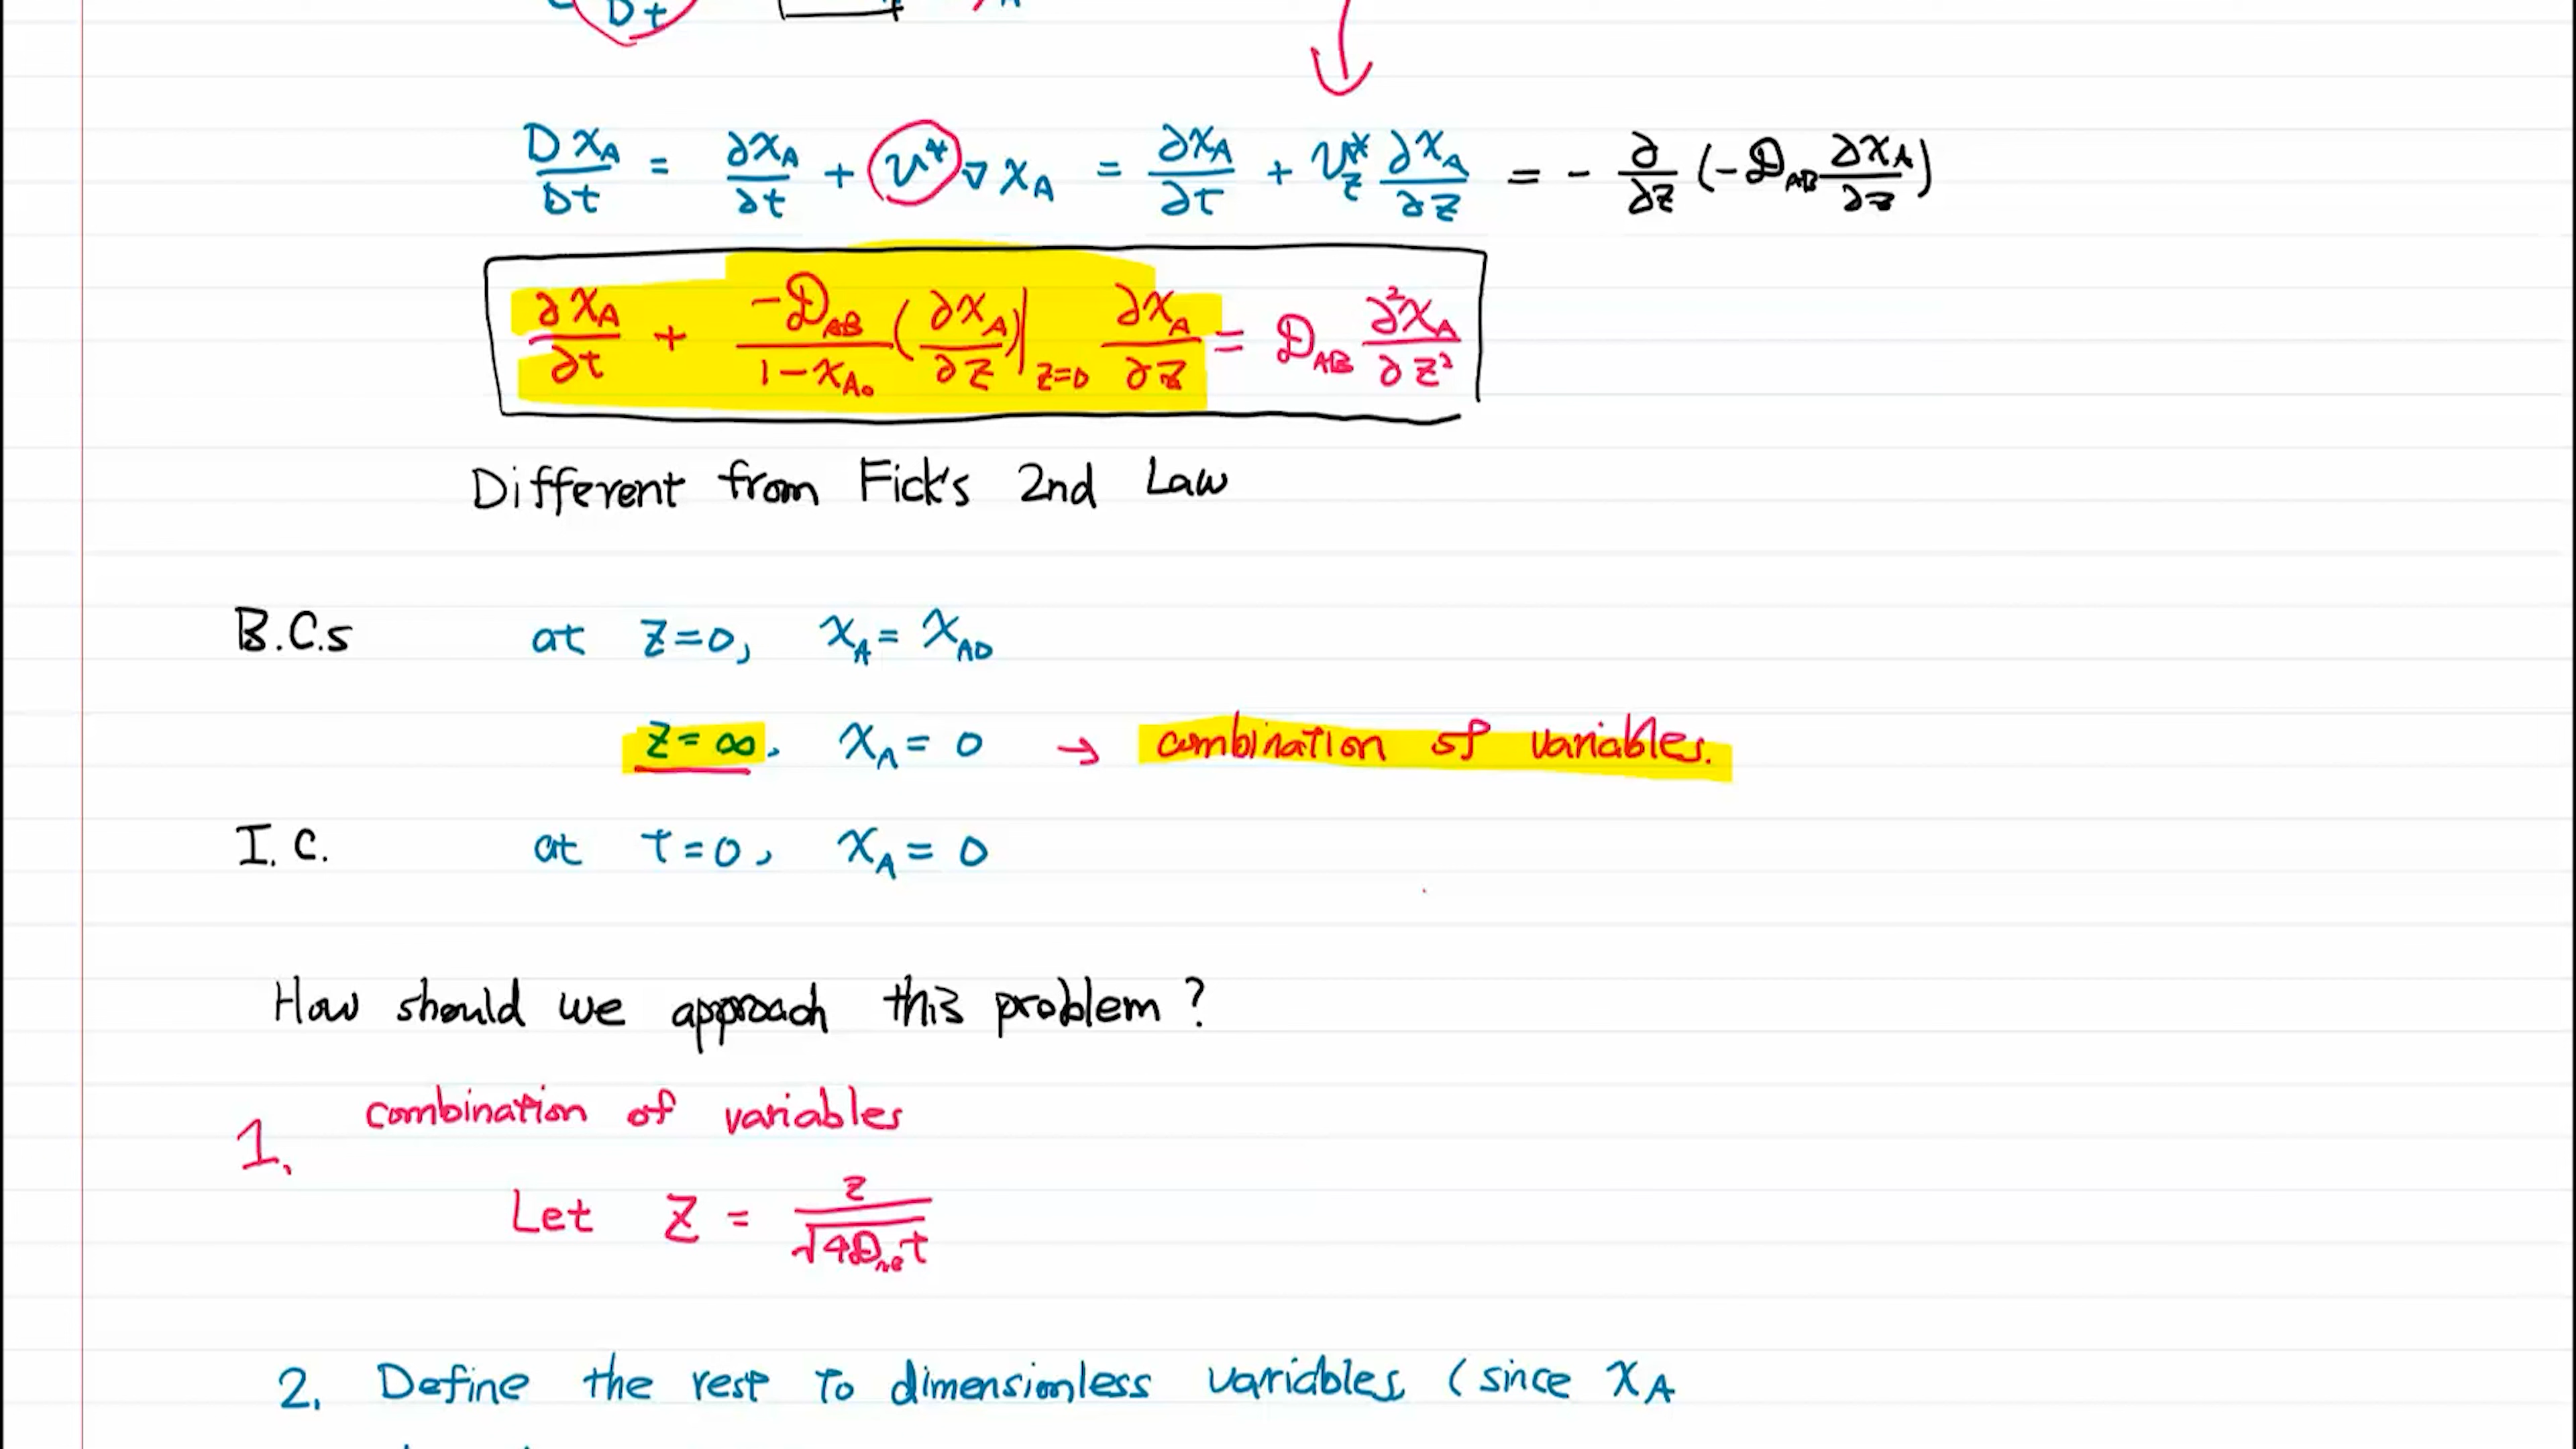 Dt
D x_A / Dt = ∂x_A/∂t + v* ∇ x_A = ∂x_A/∂t + v_z* ∂x_A/∂z = - ∂/∂z (-𝒟_AB ∂x_A/∂z)
∂x_A/∂t + -𝒟_AB/(1-x_A₀) (∂x_A/∂z)|_z=0 ∂x_A/∂z = 𝒟_AB ∂²x_A/∂z²
Different from Fick's 2nd Law
B.C.s at z=0, x_A = x_A0
z=∞, x_A = 0 → combination of variables.
I.C. at t=0, x_A = 0
How should we approach this problem?
1. combination of variables
Let Z = z/√4𝒟_AB t
2. Define the rest to dimensionless variables (since x_A